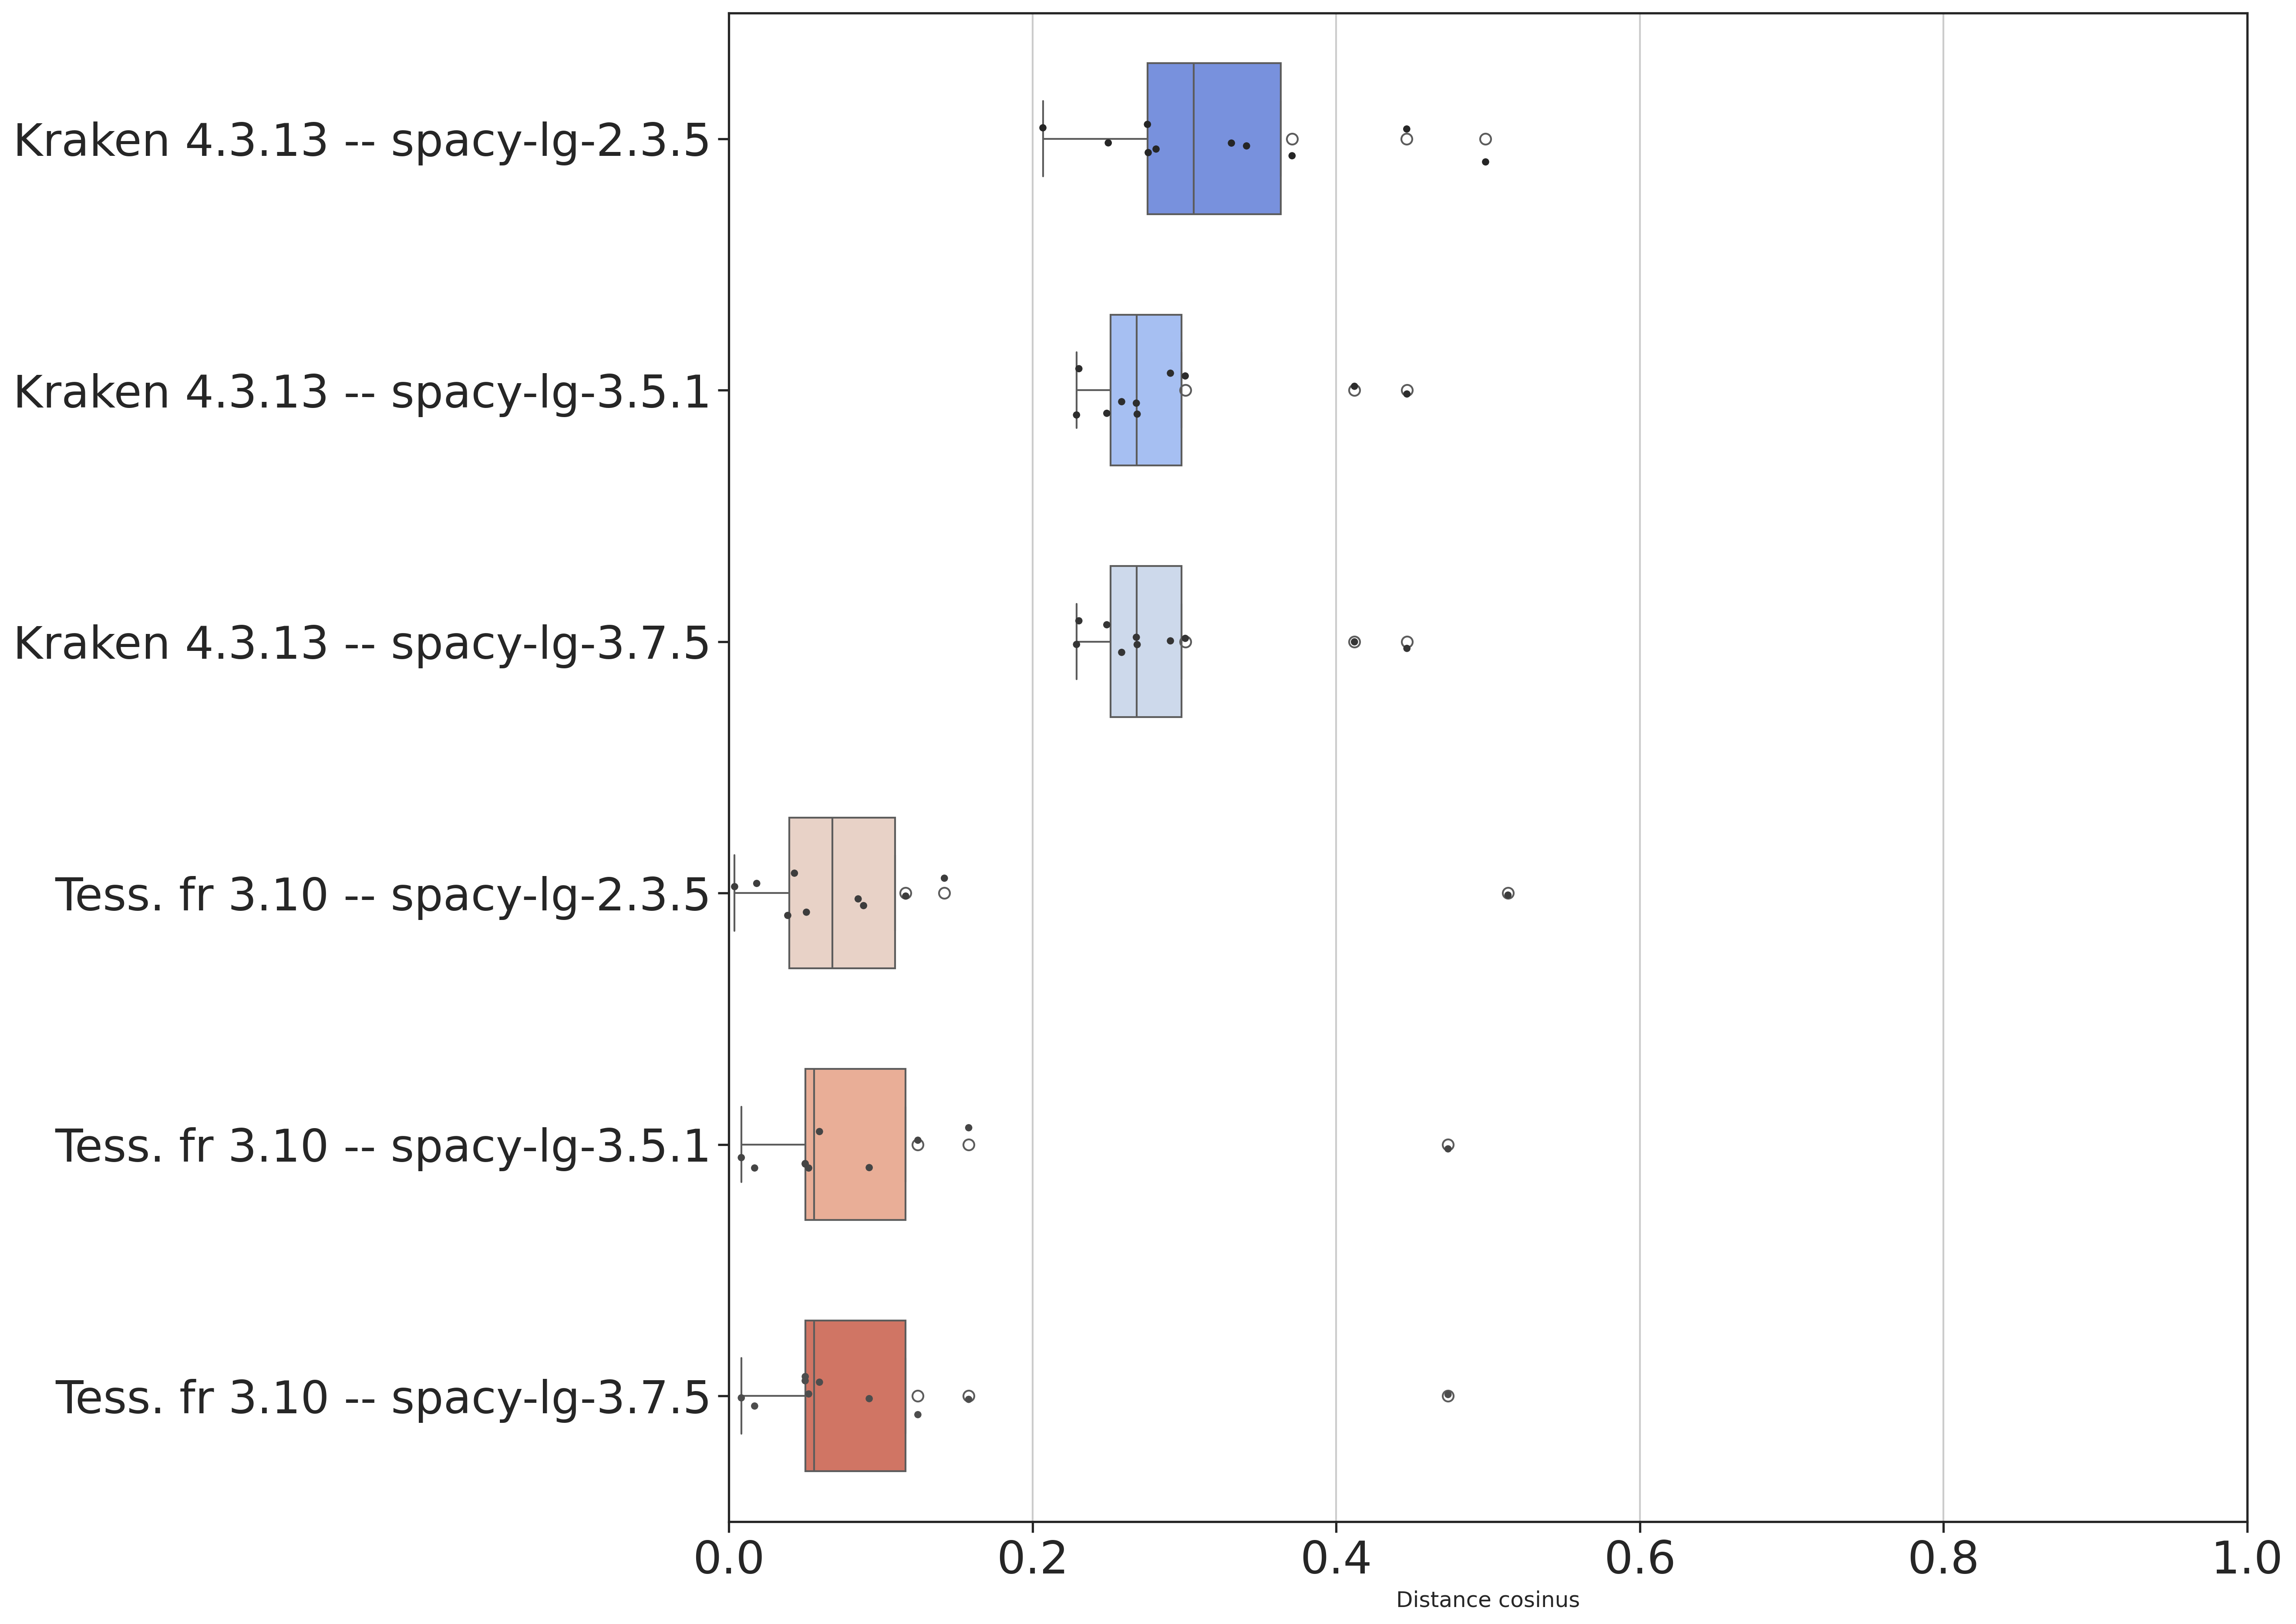 Kraken 4.3.13 -- spacy-lg-2.3.5
Kraken 4.3.13 -- spacy-lg-3.5.1
Kraken 4.3.13 -- spacy-lg-3.7.5
Tess. fr 3.10 -- spacy-lg-2.3.5
Tess. fr 3.10 -- spacy-lg-3.5.1
Tess. fr 3.10 -- spacy-lg-3.7.5
0.0 0.2 0.4 0.6 0.8 1.0
Distance cosinus